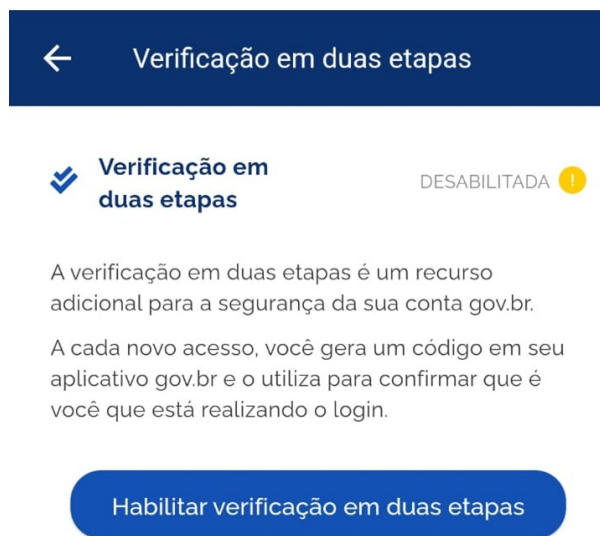 Verificação em duas etapas
Verificação em
duas etapas
DESABILITADA !
A verificação em duas etapas é um recurso
adicional para a segurança da sua conta gov.br.
A cada novo acesso, você gera um código em seu
aplicativo gov.br e o utiliza para confirmar que é
você que está realizando o login.
Habilitar verificação em duas etapas